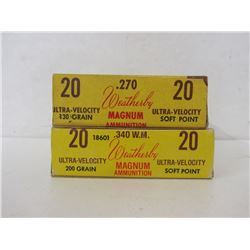 20 .270 20
Weatherby
ULTRA-VELOCITY MAGNUM ULTRA-VELOCITY
130 GRAIN AMMUNITION SOFT POINT
20 18601 .340 W.M. 20
Weatherby
ULTRA-VELOCITY MAGNUM ULTRA-VELOCITY
200 GRAIN AMMUNITION SOFT POINT